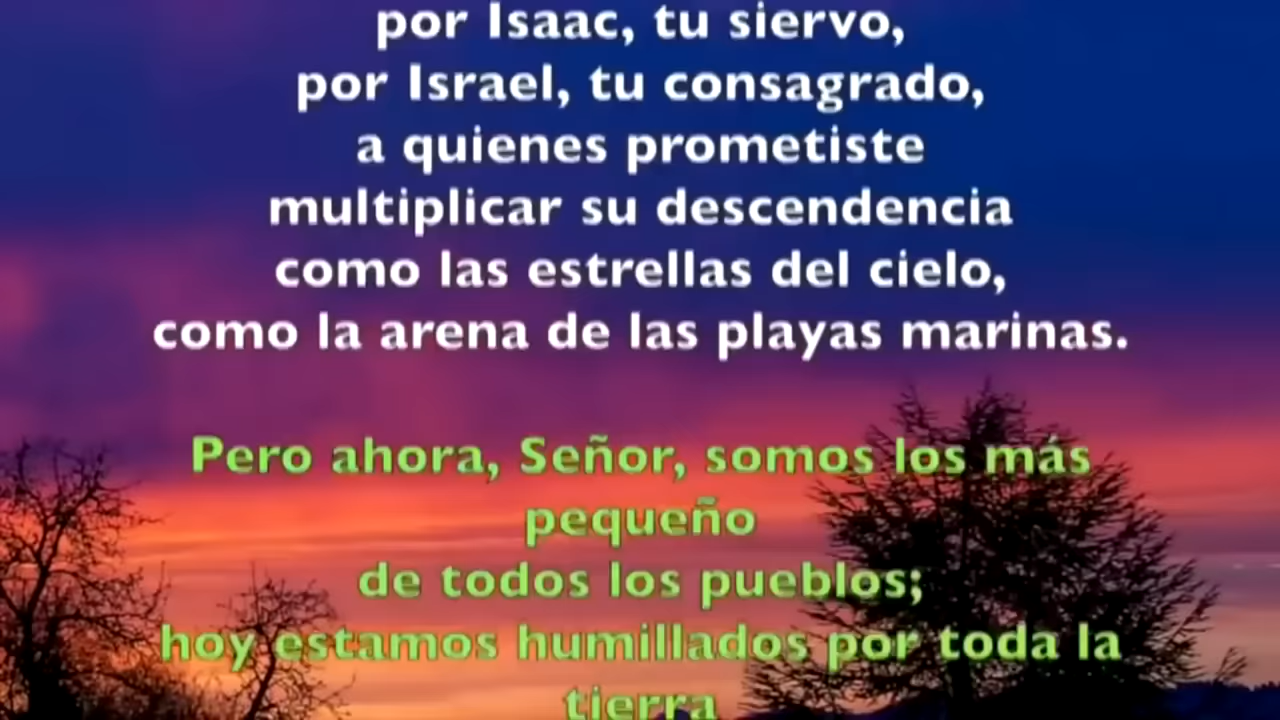 por Isaac, tu siervo,
por Israel, tu consagrado,
a quienes prometiste
multiplicar su descendencia
como las estrellas del cielo,
como la arena de las playas marinas.
Pero ahora, Señor, somos los más
pequeño
de todos los pueblos;
hoy estamos humillados por toda la
tierra